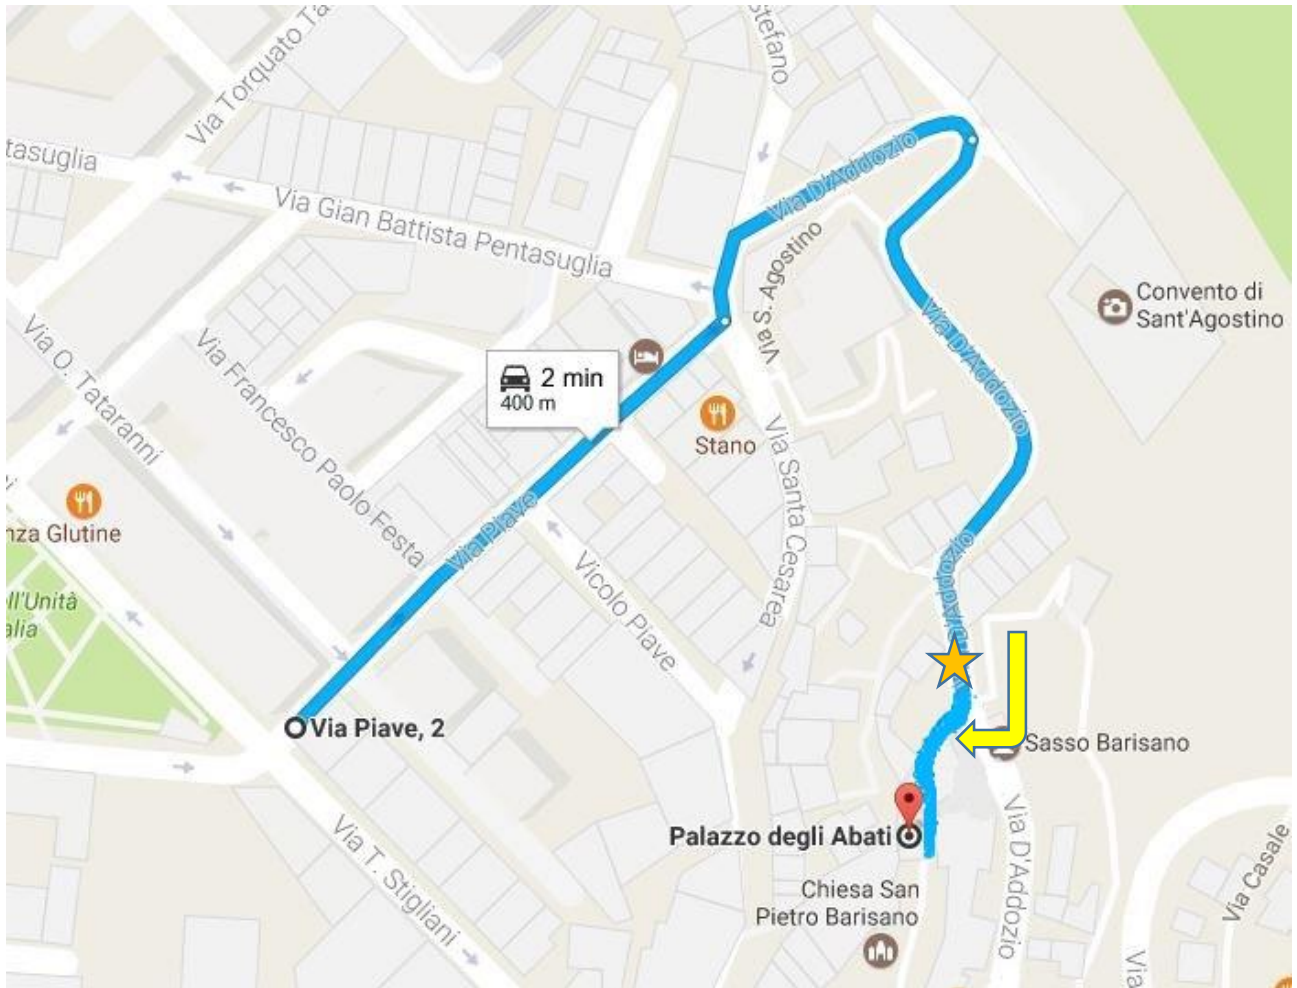 Stefano
Via Torquato Ta
tasuglia
Via Gian Battista Pentasuglia
Via D'Addozio
Via S. Agostino
Convento di
Sant'Agostino
Via O. Tataranni
Via Francesco Paolo Festa
2 min
400 m
Via D'Addozio
Stano
Via Santa Cesarea
nza Glutine
Via Piave
Vicolo Piave
ll'Unità
alia
Via Piave, 2
Sasso Barisano
Palazzo degli Abati
Via T. Stigliani
Via D'Addozio
Chiesa San
Pietro Barisano
Via Casale
Via